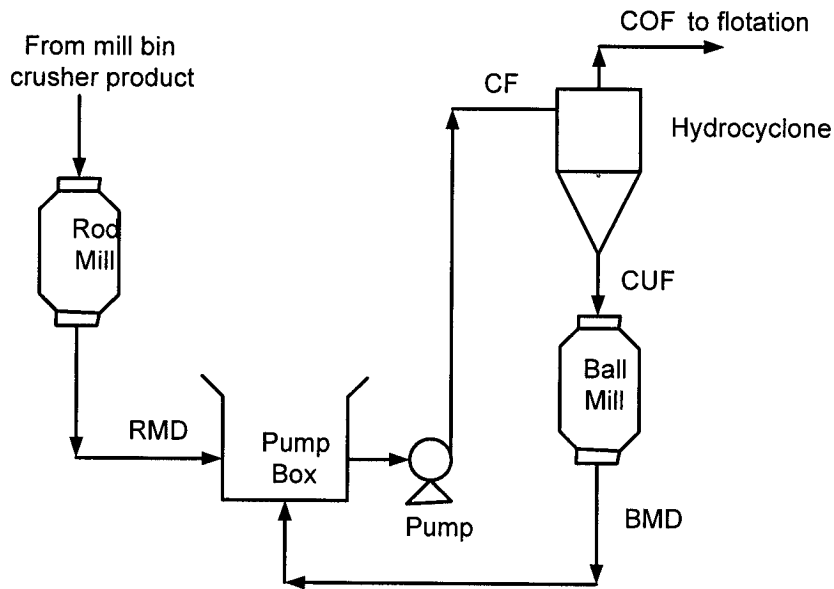 COF to flotation
From mill bin
crusher product
CF
Hydrocyclone
Rod
Mill
CUF
Ball
Mill
RMD
Pump
Box
Pump
BMD